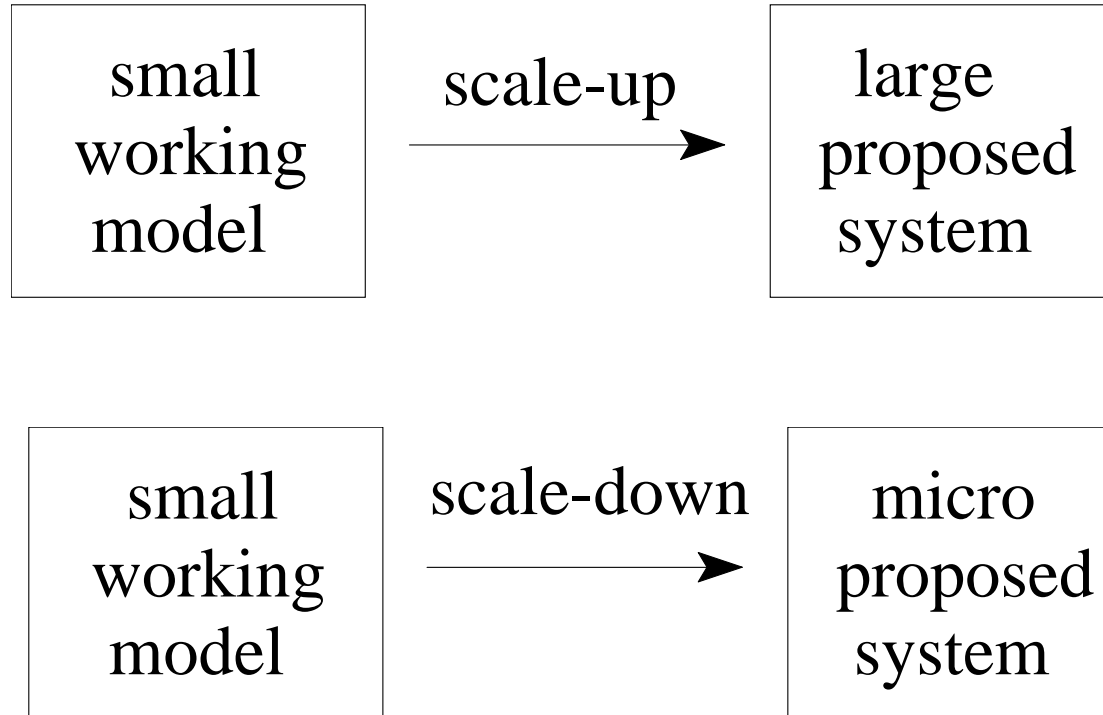 small
working
model
scale-up
large
proposed
system
small
working
model
scale-down
micro
proposed
system